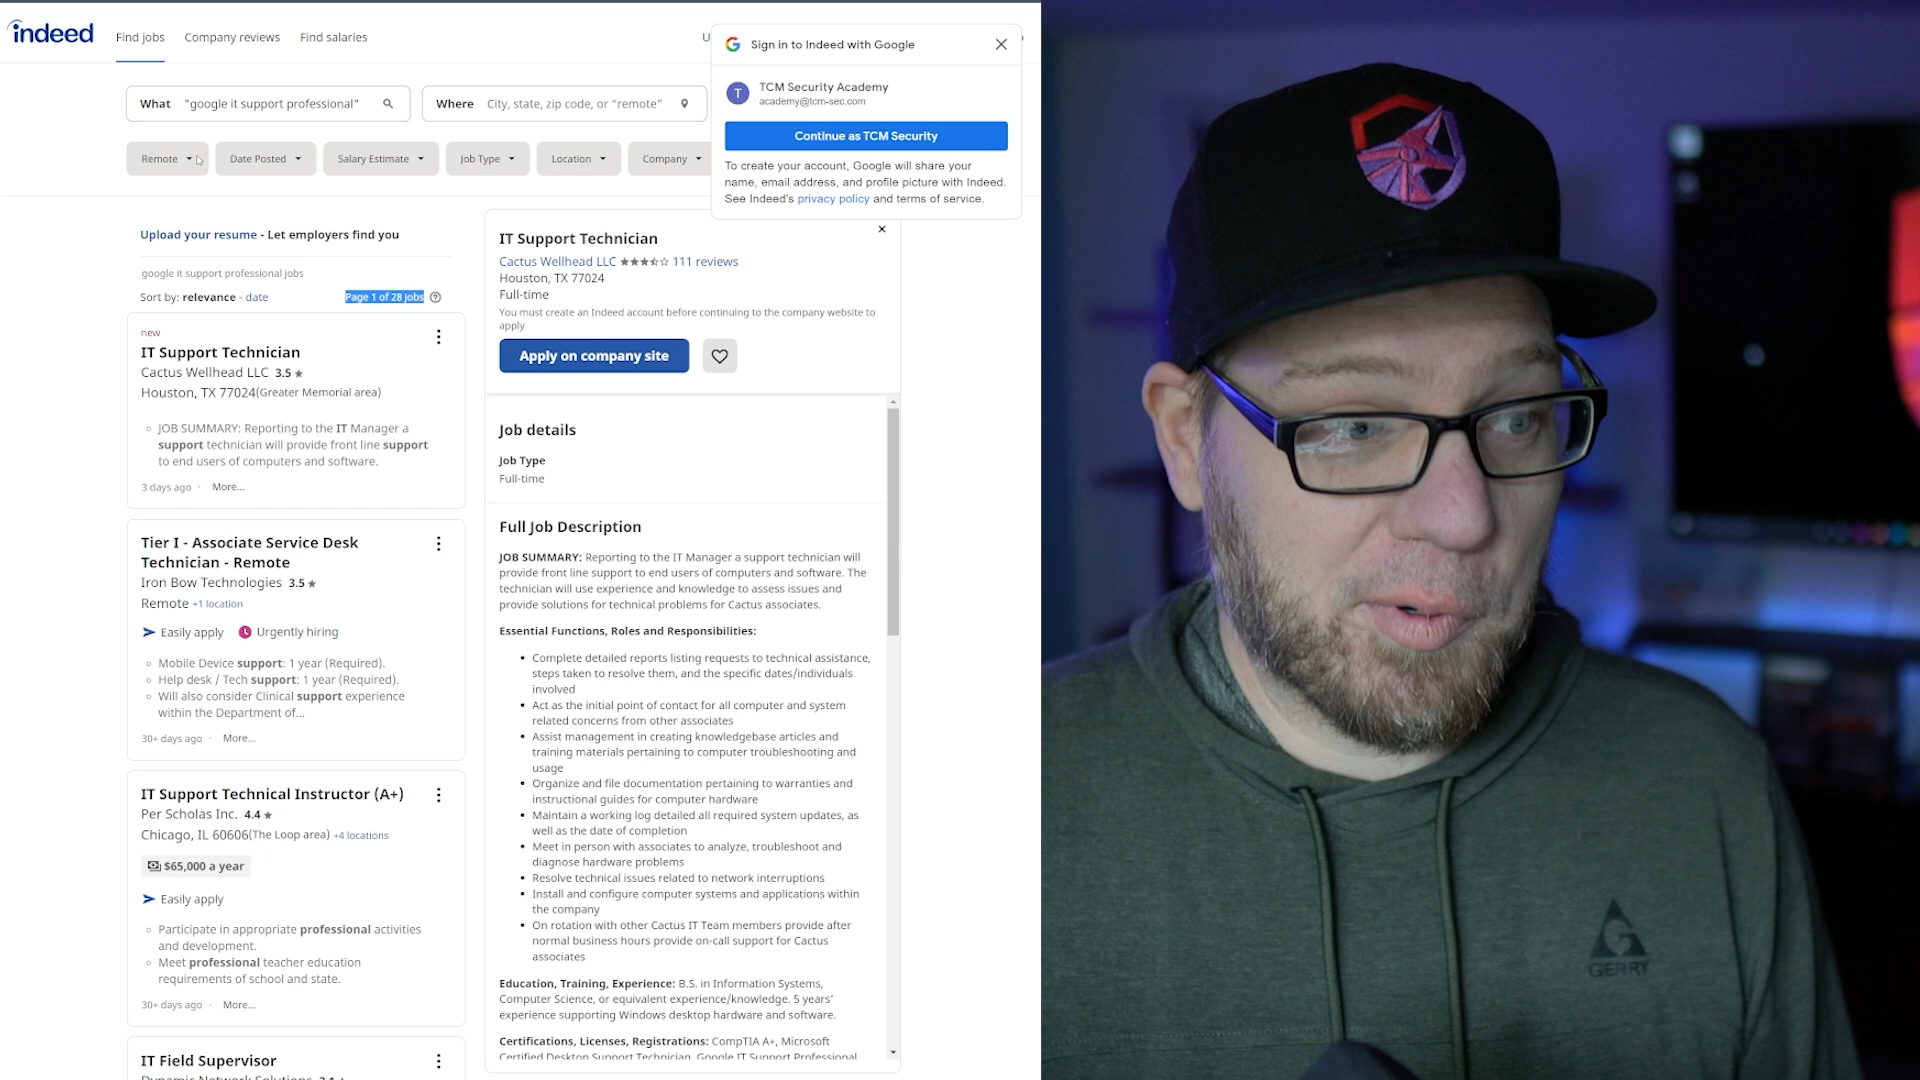 indeed
Find jobs
Company reviews
Find salaries
U
Sign in to Indeed with Google
T
TCM Security Academy
academy@tcm-sec.com
Continue as TCM Security
To create your account, Google will share your
name, email address, and profile picture with Indeed.
See Indeed's privacy policy and terms of service.
What "google it support professional"
Where City, state, zip code, or "remote"
Remote
Date Posted
Salary Estimate
Job Type
Location
Company
Upload your resume - Let employers find you
google it support professional jobs
Sort by: relevance - date
Page 1 of 28 jobs
new
IT Support Technician
Cactus Wellhead LLC 3.5
Houston, TX 77024(Greater Memorial area)
JOB SUMMARY: Reporting to the IT Manager a
support technician will provide front line support
to end users of computers and software.
3 days ago · More...
Tier I - Associate Service Desk
Technician - Remote
Iron Bow Technologies 3.5
Remote +1 location
Easily apply
Urgently hiring
Mobile Device support: 1 year (Required).
Help desk / Tech support: 1 year (Required).
Will also consider Clinical support experience
within the Department of...
30+ days ago · More...
IT Support Technical Instructor (A+)
Per Scholas Inc. 4.4
Chicago, IL 60606(The Loop area) +4 locations
$65,000 a year
Easily apply
Participate in appropriate professional activities
and development.
Meet professional teacher education
requirements of school and state.
30+ days ago · More...
IT Field Supervisor
Dynamic Network Solutions
IT Support Technician
Cactus Wellhead LLC
111 reviews
Houston, TX 77024
Full-time
You must create an Indeed account before continuing to the company website to
apply
Apply on company site
Job details
Job Type
Full-time
Full Job Description
JOB SUMMARY: Reporting to the IT Manager a support technician will
provide front line support to end users of computers and software. The
technician will use experience and knowledge to assess issues and
provide solutions for technical problems for Cactus associates.
Essential Functions, Roles and Responsibilities:
Complete detailed reports listing requests to technical assistance,
steps taken to resolve them, and the specific dates/individuals
involved
Act as the initial point of contact for all computer and system
related concerns from other associates
Assist management in creating knowledgebase articles and
training materials pertaining to computer troubleshooting and
usage
Organize and file documentation pertaining to warranties and
instructional guides for computer hardware
Maintain a working log detailed all required system updates, as
well as the date of completion
Meet in person with associates to analyze, troubleshoot and
diagnose hardware problems
Resolve technical issues related to network interruptions
Install and configure computer systems and applications within
the company
On rotation with other Cactus IT Team members provide after
normal business hours provide on-call support for Cactus
associates
Education, Training, Experience: B.S. in Information Systems,
Computer Science, or equivalent experience/knowledge. 5 years'
experience supporting Windows desktop hardware and software.
Certifications, Licenses, Registrations: CompTIA A+, Microsoft
Certified Desktop Support Technician, Google IT Support Professional
GERRY